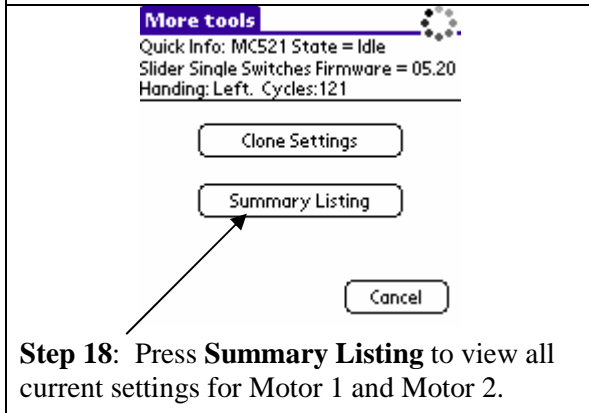 More tools
Quick Info: MC521 State = Idle
Slider Single Switches Firmware = 05.20
Handing: Left. Cycles:121
Clone Settings
Summary Listing
Cancel
Step 18: Press Summary Listing to view all
current settings for Motor 1 and Motor 2.